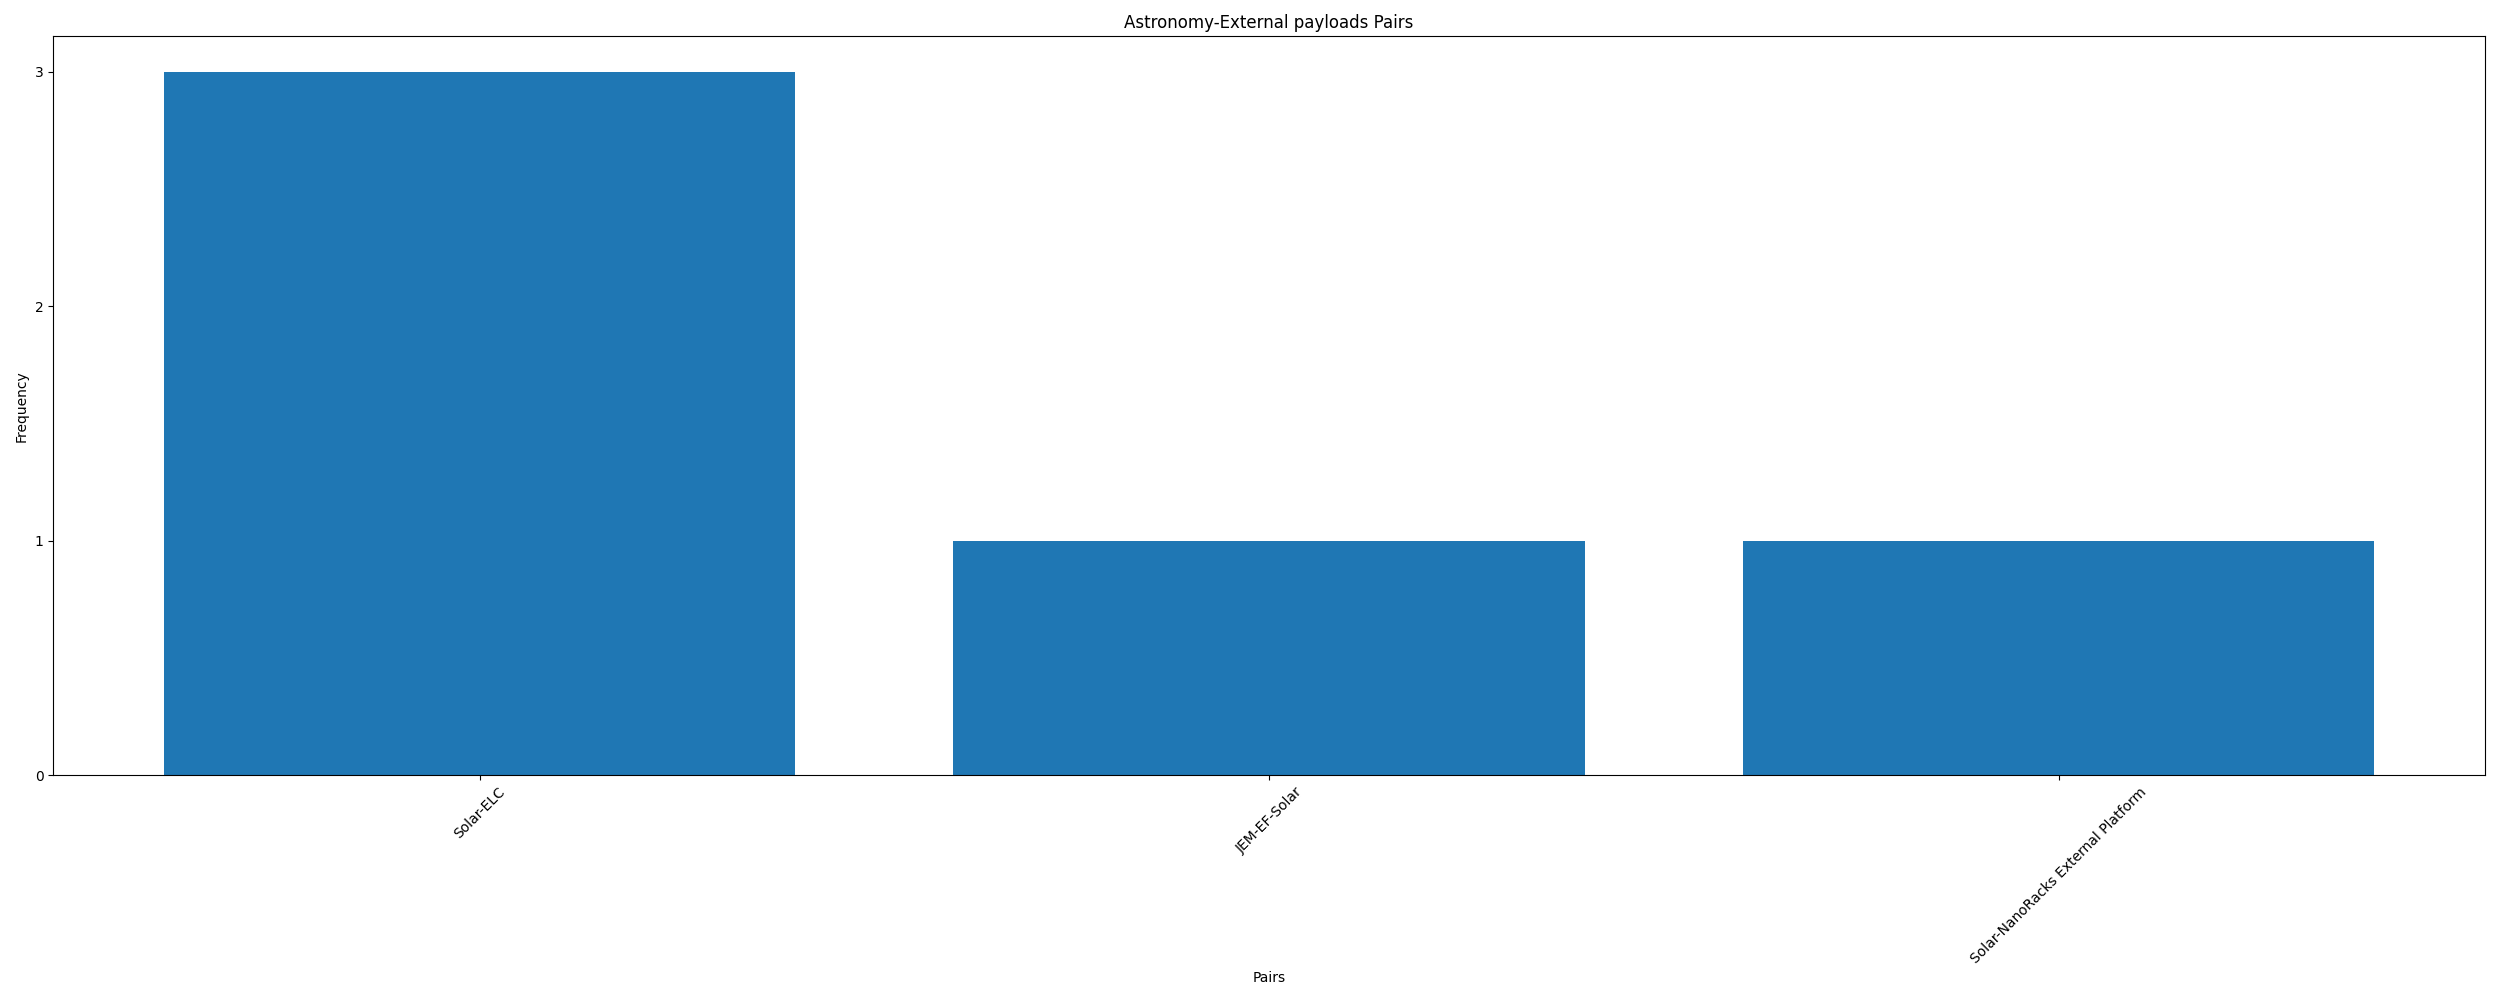 Astronomy-External payloads Pairs
3
2
1
0
Frequency
Solar-ELC
JEM-EF-Solar
Solar-NanoRacks External Platform
Pairs